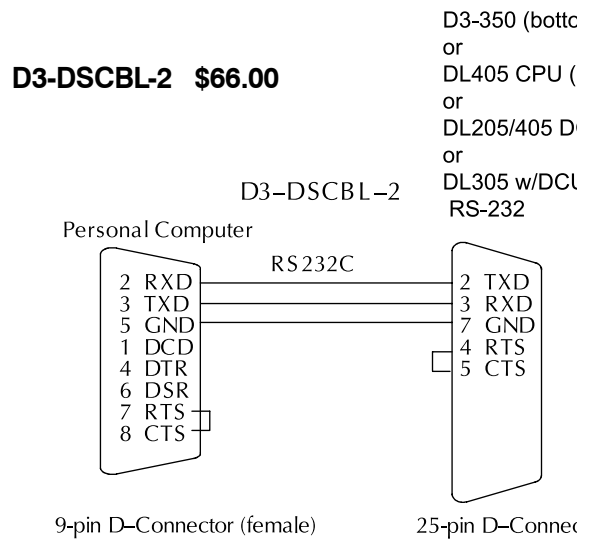 D3-350 (botto
or
D3-DSCBL-2 $66.00
DL405 CPU (
or
DL205/405 D
or
DL305 w/DCU
RS-232
D3–DSCBL–2
Personal Computer
RS232C
2 RXD
3 TXD
5 GND
1 DCD
4 DTR
6 DSR
7 RTS
8 CTS
2 TXD
3 RXD
7 GND
4 RTS
5 CTS
9-pin D–Connector (female)
25-pin D–Connec